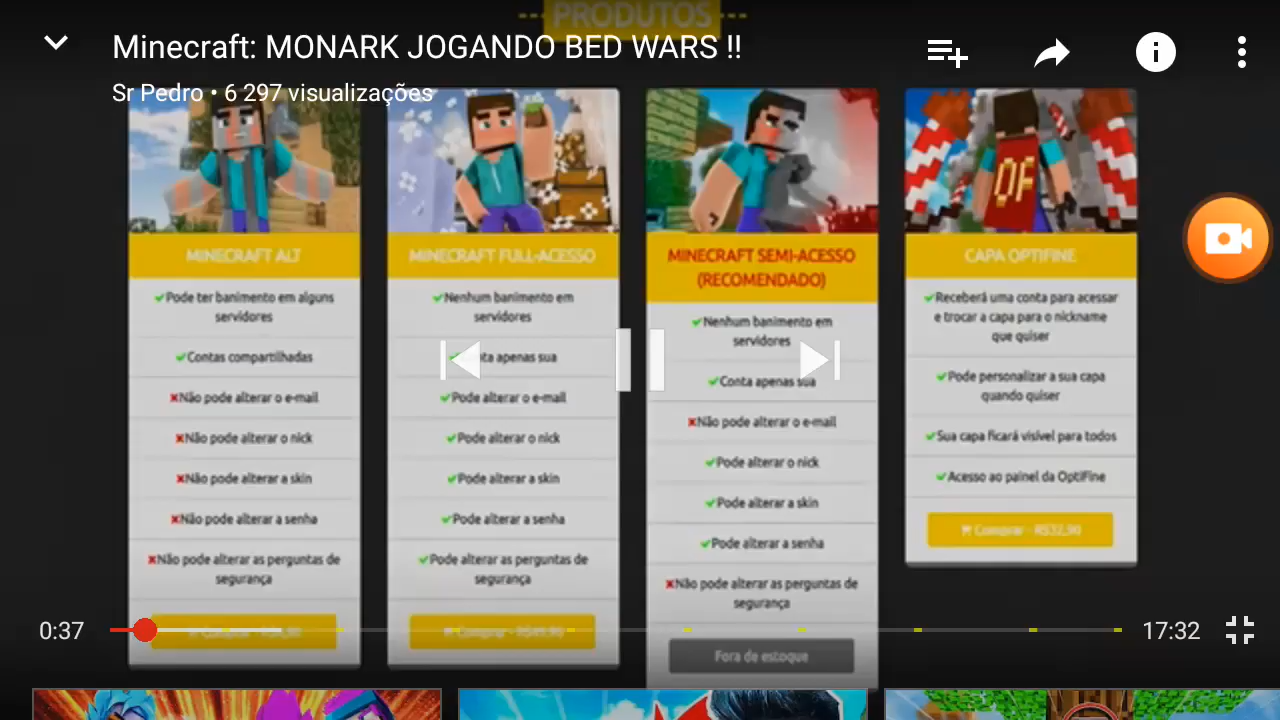 PRODUTOS
Minecraft: MONARK JOGANDO BED WARS !!
Sr Pedro • 6 297 visualizações
MINECRAFT ALT
Pode ter banimento em alguns
servidores
Contas compartilhadas
Não pode alterar o e-mail
Não pode alterar o nick
Não pode alterar a skin
Não pode alterar a senha
Não pode alterar as perguntas de
segurança
MINECRAFT FULL-ACESSO
Nenhum banimento em
servidores
apenas sua
Pode alterar o e-mail
Pode alterar o nick
Pode alterar a skin
Pode alterar a senha
Pode alterar as perguntas de
segurança
Comprar
MINECRAFT SEMI-ACESSO
(RECOMENDADO)
Nenhum banimento em
servidores
Conta apenas sua
Não pode alterar o e-mail
Pode alterar o nick
Pode alterar a skin
Pode alterar a senha
Não pode alterar as perguntas de
segurança
Fora de estoque
OF
CAPA OPTIFINE
Receberá uma conta para acessar
e trocar a capa para o nickname
que quiser
Pode personalizar a sua capa
quando quiser
Sua capa ficará visível para todos
Acesso ao painel da OptiFine
Comprar - R$32,90
0:37
17:32